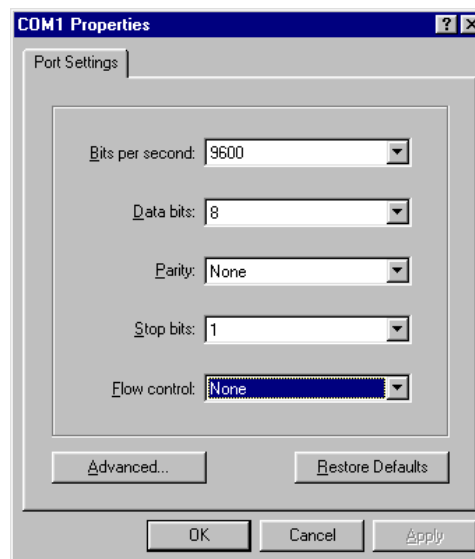 COM1 Properties
Port Settings
Bits per second: 9600
Data bits: 8
Parity: None
Stop bits: 1
Flow control: None
Advanced... Restore Defaults
OK Cancel Apply